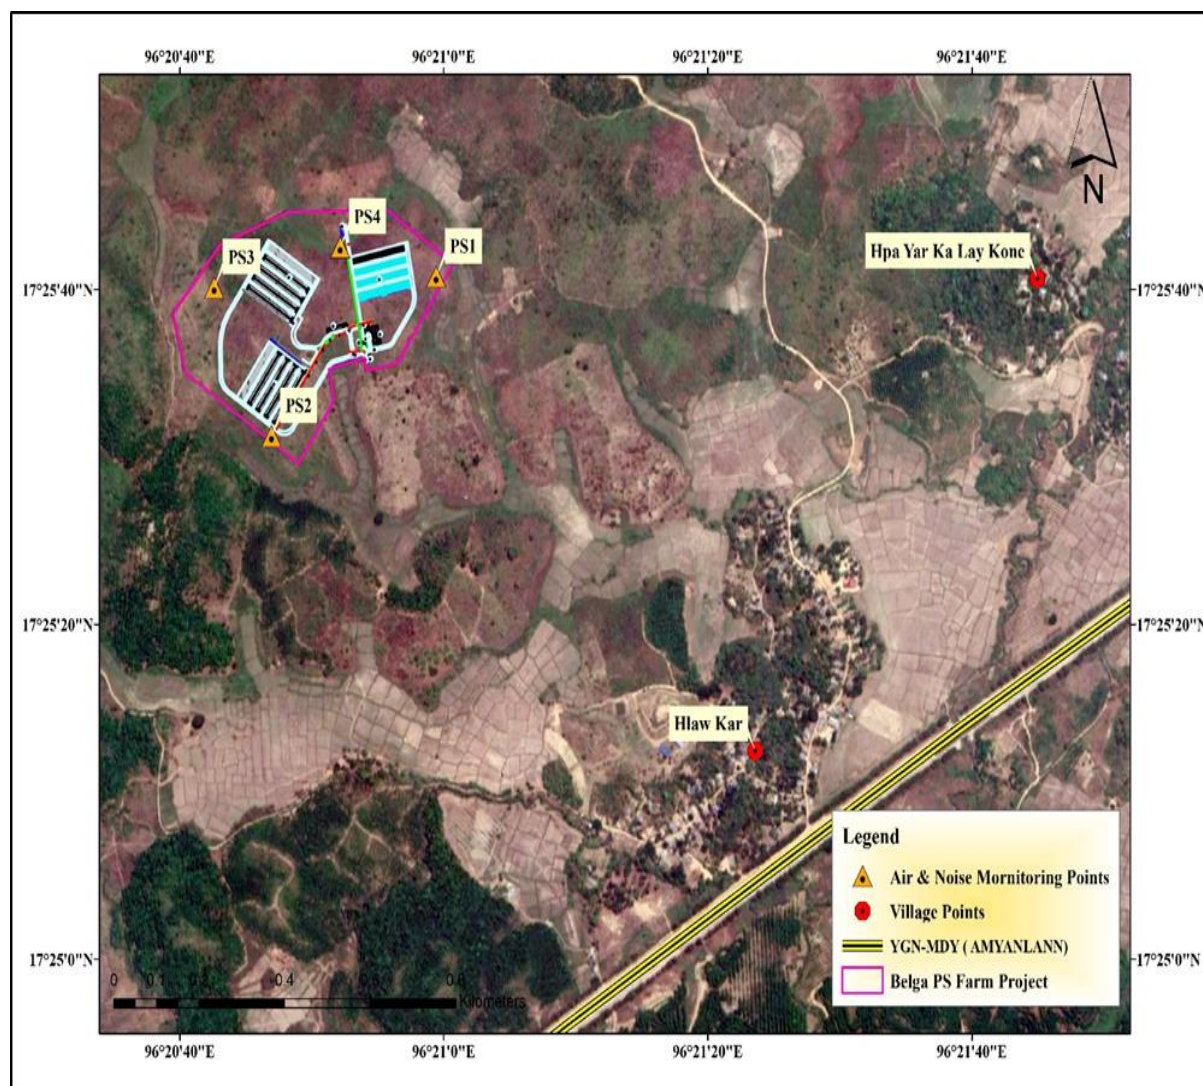 96°20'40"E
96°21'0"E
96°21'20"E
96°21'40"E
N
PS4
PS3
PS1
Hpa Yar Ka Lay Konc
17°25'40"N
17°25'40"N
PS2
17°25'20"N
17°25'20"N
Hlaw Kar
Legend
Air & Noise Mornitoring Points
Village Points
YGN-MDY ( AMYANLANN)
Belga PS Farm Project
17°25'0"N
17°25'0"N
0
0.4
Kilometers
96°20'40"E
96°21'0"E
96°21'20"E
96°21'40"E